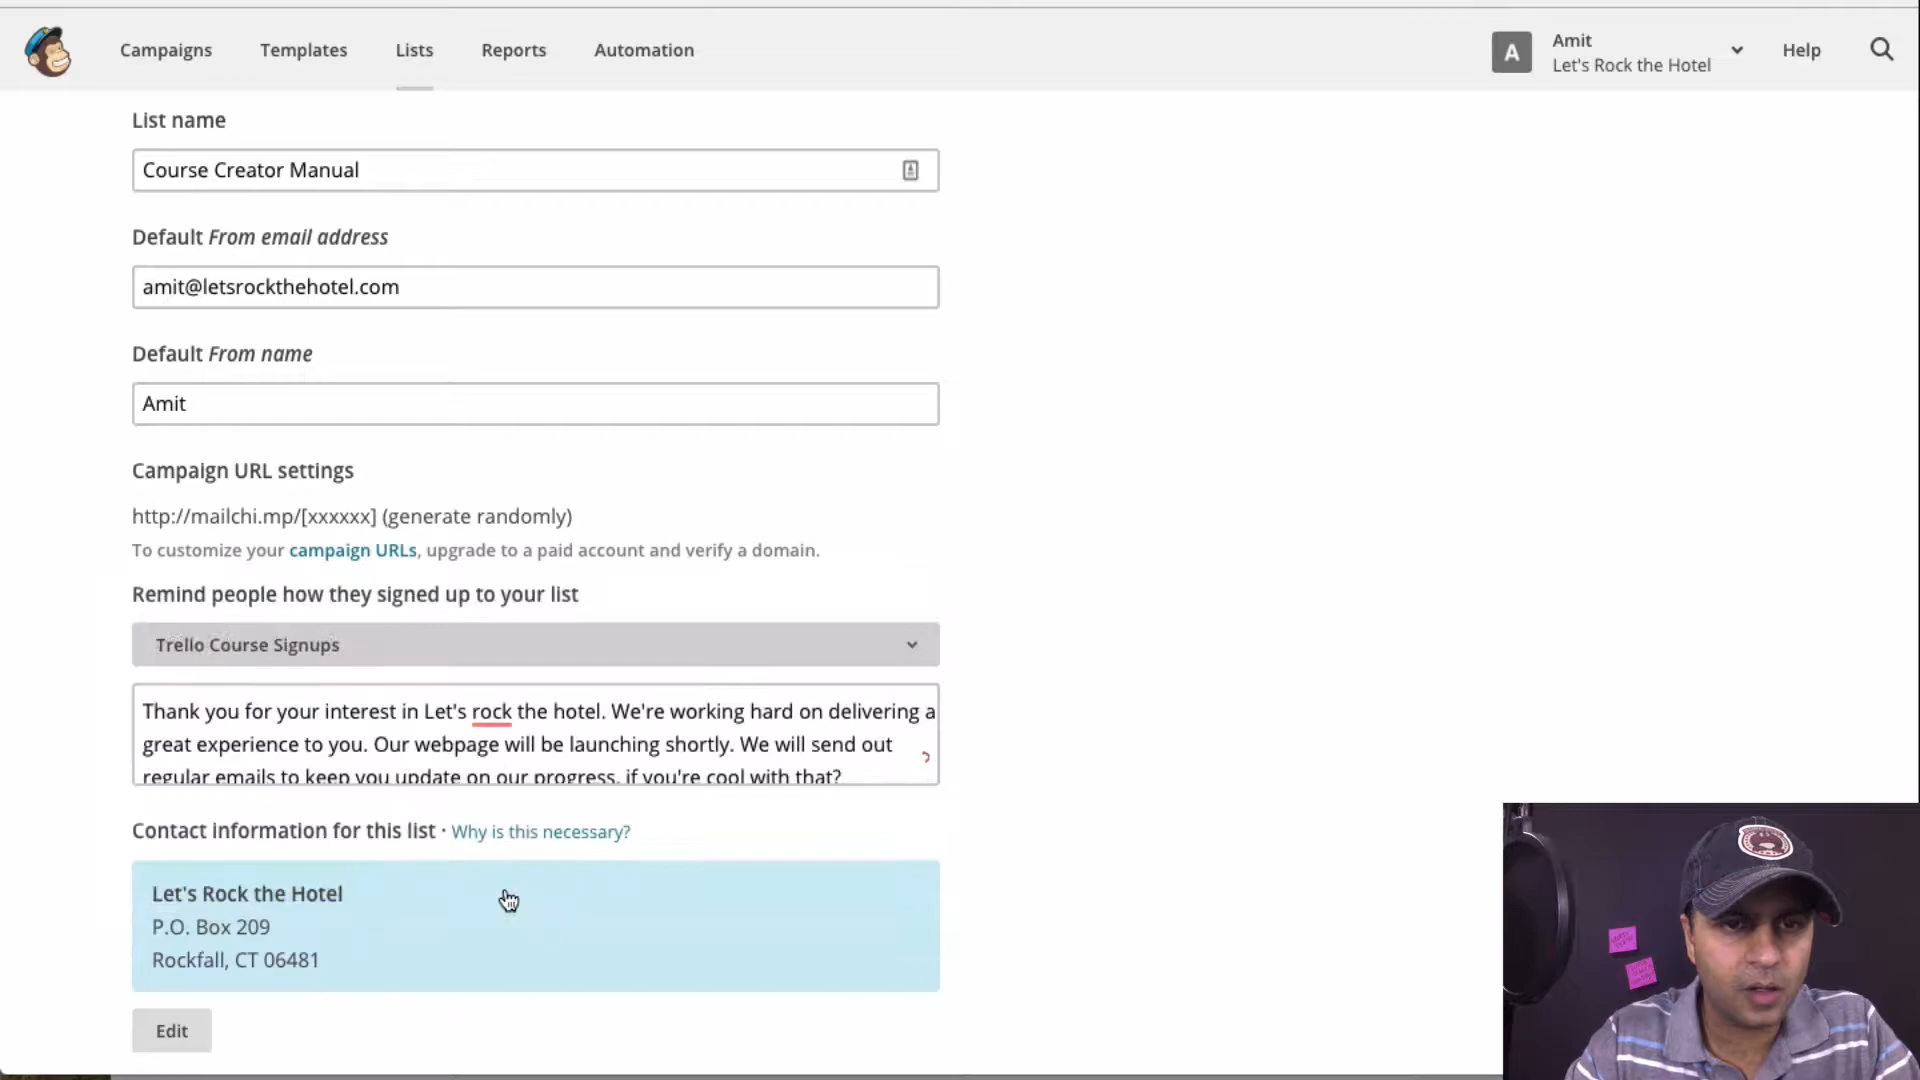 Campaigns Templates Lists Reports Automation
A
Amit
Let's Rock the Hotel
Help
List name
Course Creator Manual
Default From email address
amit@letsrockthehotel.com
Default From name
Amit
Campaign URL settings
http://mailchi.mp/[xxxxxx] (generate randomly)
To customize your campaign URLs, upgrade to a paid account and verify a domain.
Remind people how they signed up to your list
Trello Course Signups
Thank you for your interest in Let's rock the hotel. We're working hard on delivering a
great experience to you. Our webpage will be launching shortly. We will send out
regular emails to keep you update on our progress, if you're cool with that?
Contact information for this list · Why is this necessary?
Let's Rock the Hotel
P.O. Box 209
Rockfall, CT 06481
Edit